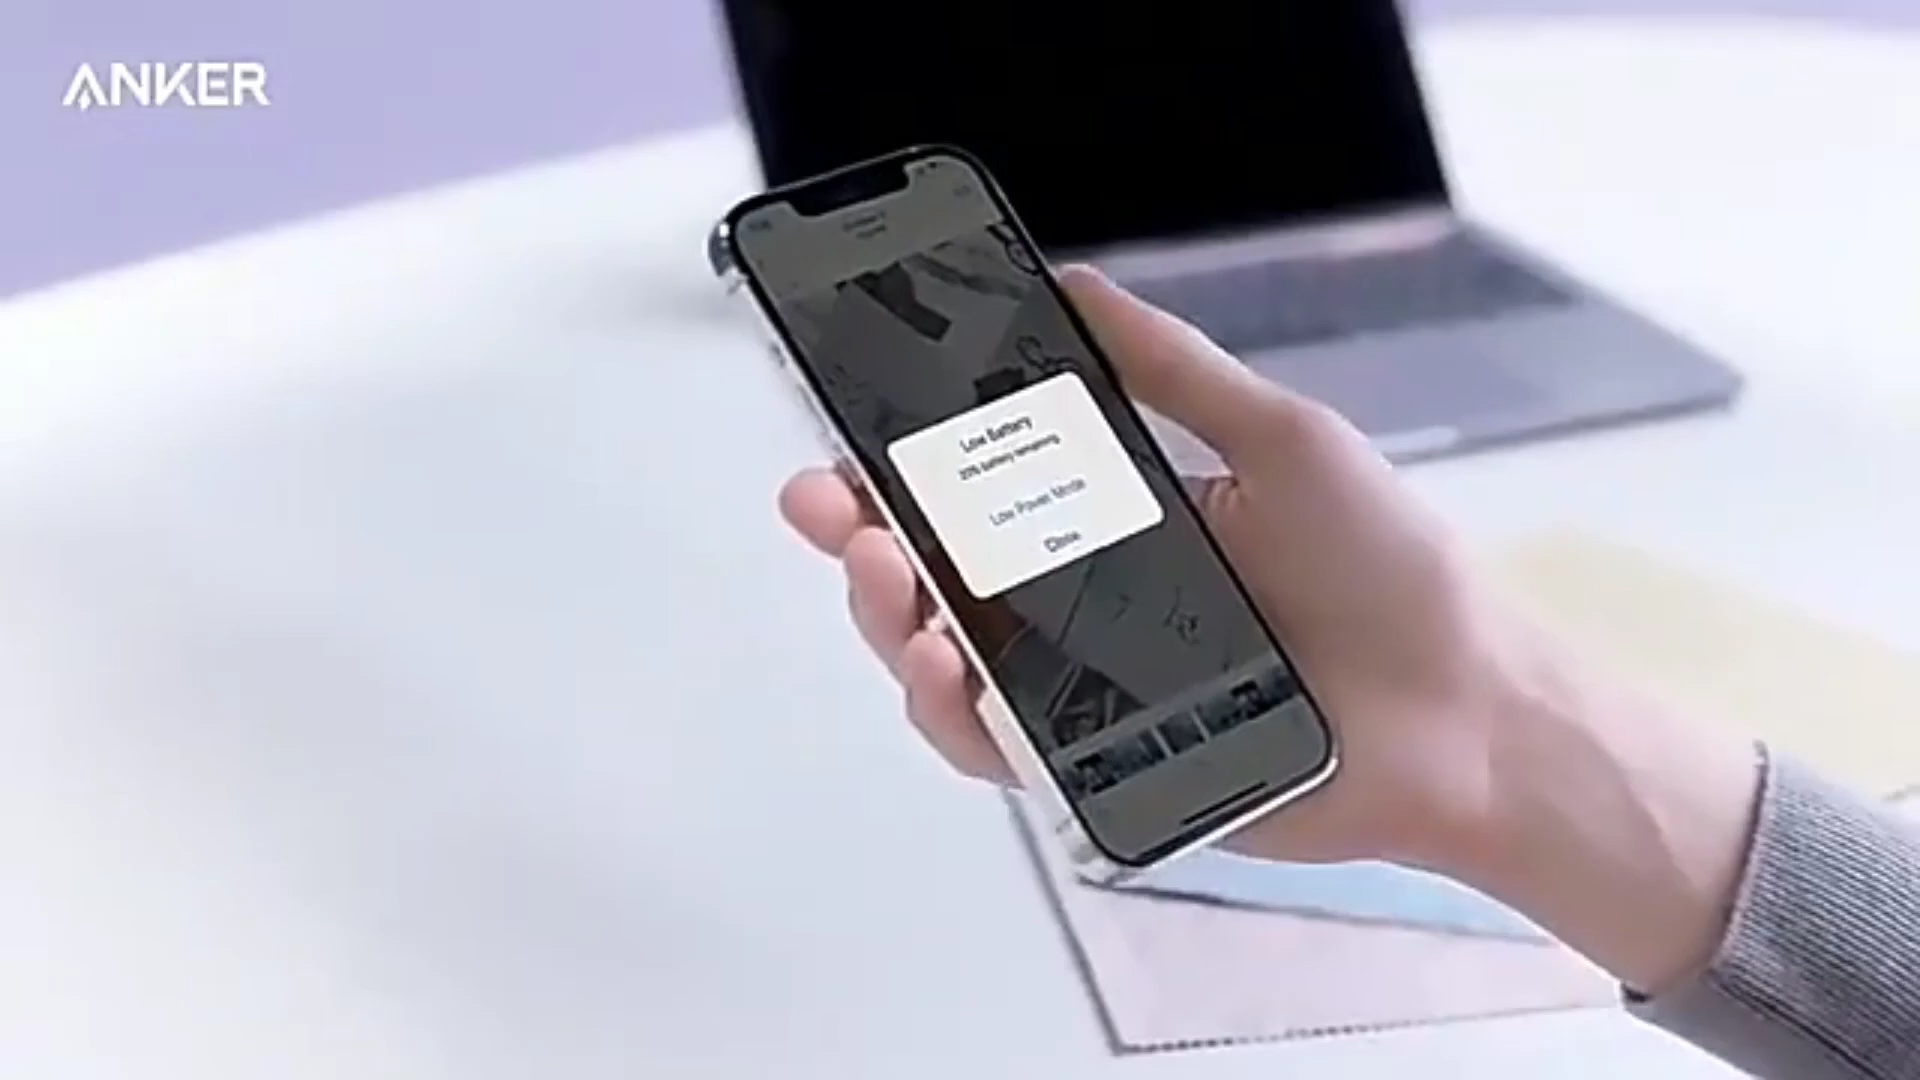 ANKER
Low Battery
20% battery remaining
Low Power Mode
Close